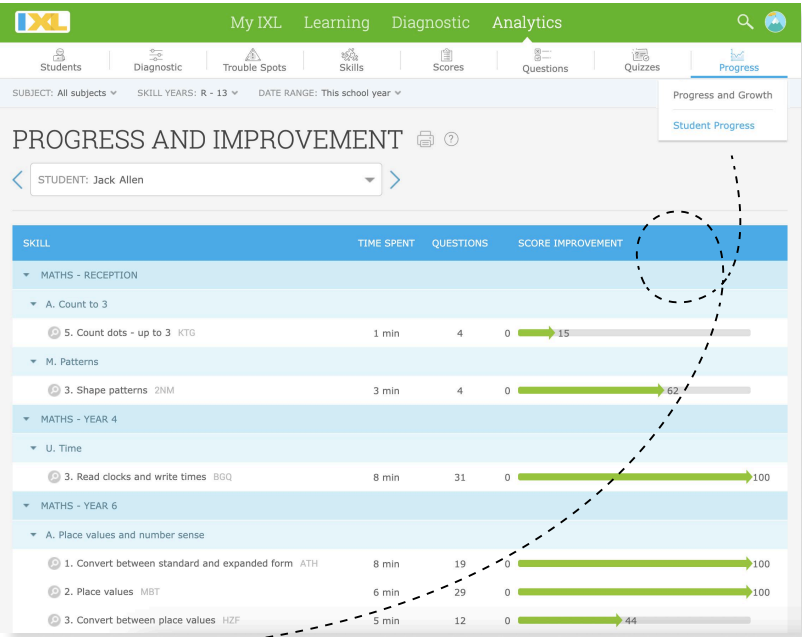 IXL My IXL Learning Diagnostic Analytics
Students Diagnostic Trouble Spots Skills Scores Questions Quizzes Progress
SUBJECT: All subjects SKILL YEARS: R - 13 DATE RANGE: This school year
Progress and Growth
Student Progress
PROGRESS AND IMPROVEMENT ?
STUDENT: Jack Allen
SKILL TIME SPENT QUESTIONS SCORE IMPROVEMENT
MATHS - RECEPTION
A. Count to 3
5. Count dots - up to 3 KTG 1 min 4 0 15
M. Patterns
3. Shape patterns 2NM 3 min 4 0 62
MATHS - YEAR 4
U. Time
3. Read clocks and write times BGQ 8 min 31 0 100
MATHS - YEAR 6
A. Place values and number sense
1. Convert between standard and expanded form ATH 8 min 19 0 100
2. Place values MBT 6 min 29 0 100
3. Convert between place values HZF 5 min 12 0 44